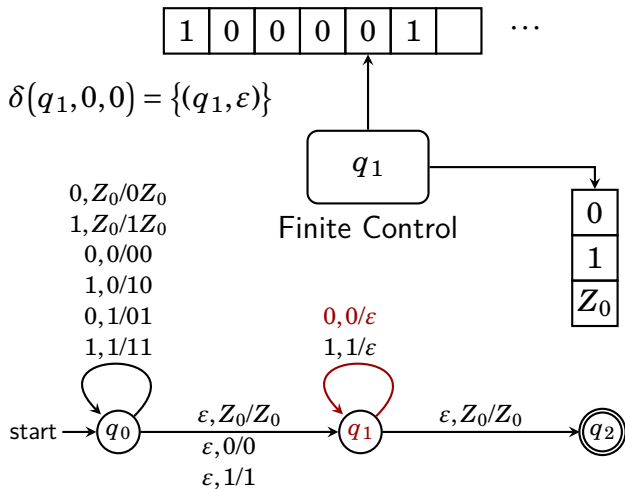 1 0 0 0 0 1 ⋯
δ(q₁, 0, 0) = {(q₁, ε)}
q₁
Finite Control
0
1
Z₀
0, Z₀/0Z₀
1, Z₀/1Z₀
0, 0/00
1, 0/10
0, 1/01
1, 1/11
0, 0/ε
1, 1/ε
start
q₀
ε, Z₀/Z₀
ε, 0/0
ε, 1/1
q₁
ε, Z₀/Z₀
q₂